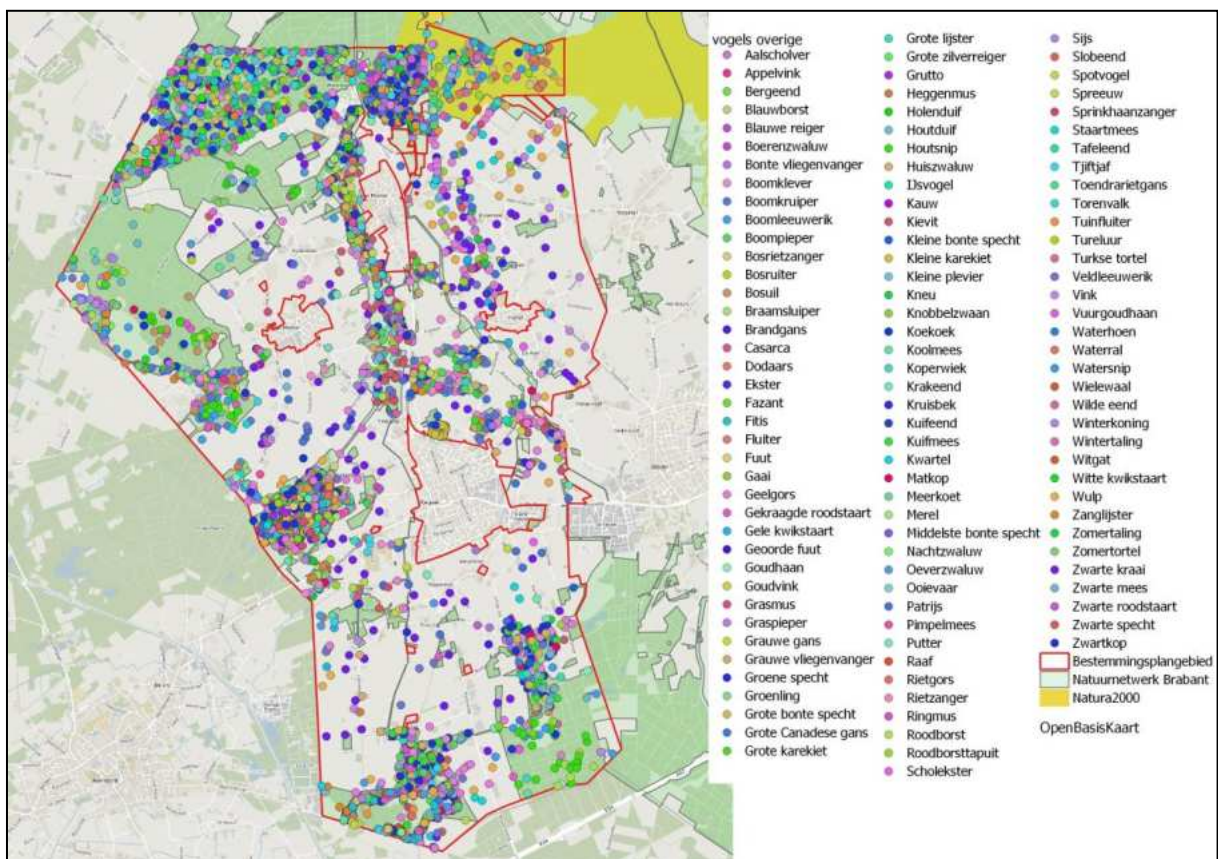 vogels overige
Aalscholver
Appelvink
Bergeend
Blauwborst
Blauwe reiger
Boerenzwaluw
Bonte vliegenvanger
Boomklever
Boomkruiper
Boomleeuwerik
Boompieper
Bosrietzanger
Bosruiter
Bosuil
Braamsluiper
Brandgans
Casarca
Dodaars
Ekster
Fazant
Fitis
Fluiter
Fuut
Gaai
Geelgors
Gekraagde roodstaart
Gele kwikstaart
Geoorde fuut
Goudhaan
Goudvink
Grasmus
Graspieper
Grauwe gans
Grauwe vliegenvanger
Groene specht
Groenling
Grote bonte specht
Grote Canadese gans
Grote karekiet
Grote lijster
Grote zilverreiger
Grutto
Heggenmus
Holenduif
Houtduif
Houtsnip
Huiszwaluw
IJsvogel
Kauw
Kievit
Kleine bonte specht
Kleine karekiet
Kleine plevier
Kneu
Knobbelzwaan
Koekoek
Koolmees
Koperwiek
Krakeend
Kruisbek
Kuifeend
Kuifmees
Kwartel
Matkop
Meerkoet
Merel
Middelste bonte specht
Nachtzwaluw
Oeverzwaluw
Ooievaar
Patrijs
Pimpelmees
Putter
Raaf
Rietgors
Rietzanger
Ringmus
Roodborst
Roodborsttapuit
Scholekster
Sijs
Slobeend
Spotvogel
Spreeuw
Sprinkhaanzanger
Staartmees
Tafeleend
Tjiftjaf
Toendrarietgans
Torenvalk
Tuinfluiter
Tureluur
Turkse tortel
Veldleeuwerik
Vink
Vuurgoudhaan
Waterhoen
Waterral
Watersnip
Wielewaal
Wilde eend
Winterkoning
Wintertaling
Witgat
Witte kwikstaart
Wulp
Zanglijster
Zomertaling
Zomertortel
Zwarte kraai
Zwarte mees
Zwarte roodstaart
Zwarte specht
Zwartkop
Bestemmingsplangebied
Natuurnetwerk Brabant
Natura2000
OpenBasisKaart